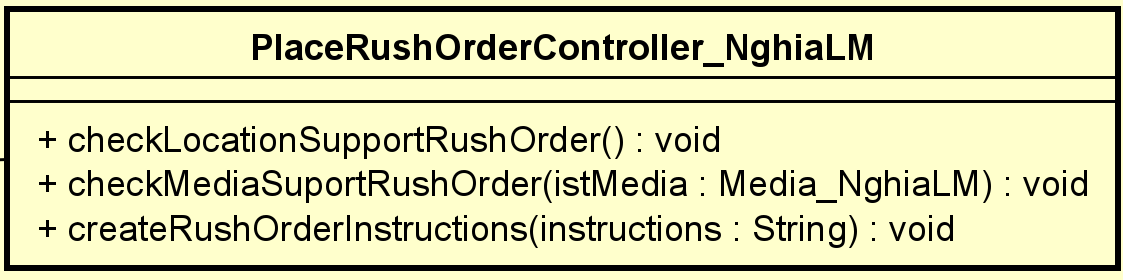 PlaceRushOrderController_NghiaLM
+ checkLocationSupportRushOrder() : void
+ checkMediaSuportRushOrder(istMedia : Media_NghiaLM) : void
+ createRushOrderInstructions(instructions : String) : void